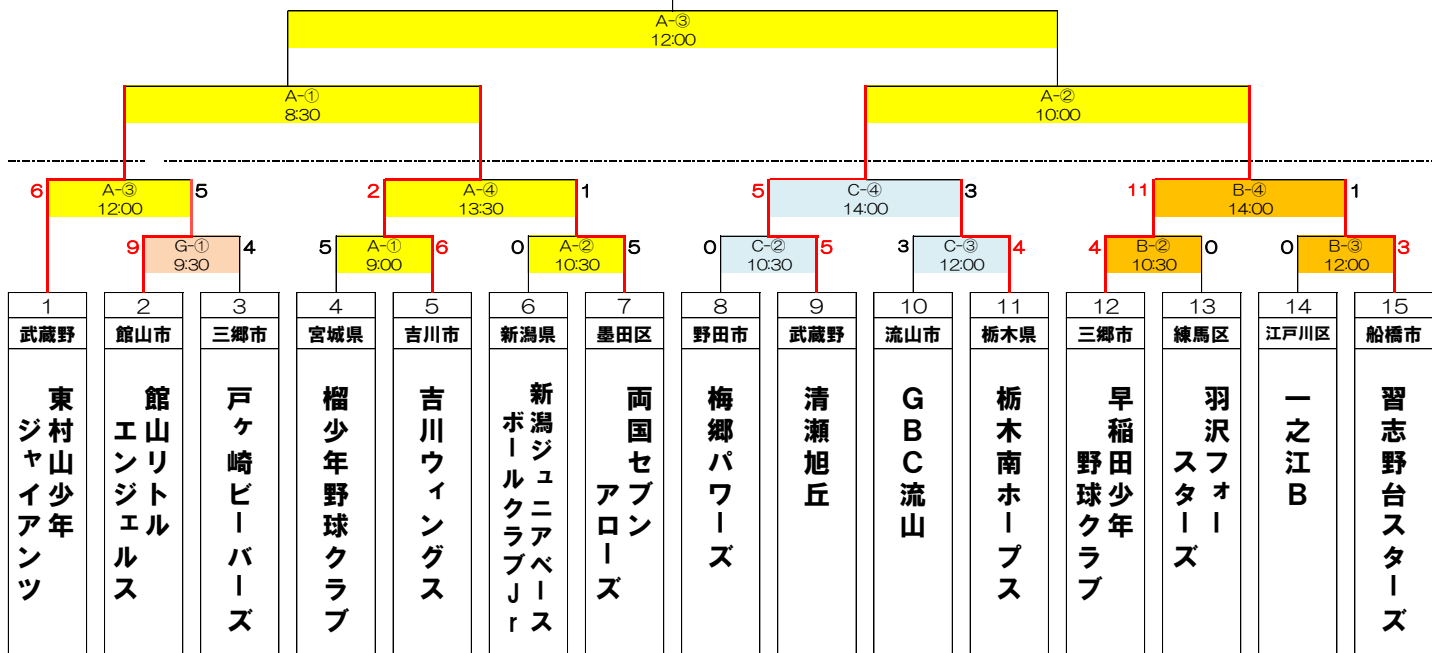 A-③
12:00
A-①
8:30
A-②
10:00
6
A-③
12:00
5
2
A-④
13:30
1
5
C-④
14:00
3
11
B-④
14:00
1
9
G-①
9:30
4
5
A-①
9:00
6
0
A-②
10:30
5
0
C-②
10:30
5
3
C-③
12:00
4
4
B-②
10:30
0
0
B-③
12:00
3
1
武蔵野
東村山少年
ジャイアンツ
2
館山市
館山リトル
エンジェルス
3
三郷市
戸ヶ崎ビーバーズ
4
宮城県
榴少年野球クラブ
5
吉川市
吉川ウィングス
6
新潟県
新潟ジュニアベース
ボールクラブJr
7
墨田区
両国セブン
アローズ
8
野田市
梅郷パワーズ
9
武蔵野
清瀬旭丘
10
流山市
GBC流山
11
栃木県
栃木南ホープス
12
三郷市
早稲田少年
野球クラブ
13
練馬区
羽沢フォー
スターズ
14
江戸川区
一之江B
15
船橋市
習志野台スターズ